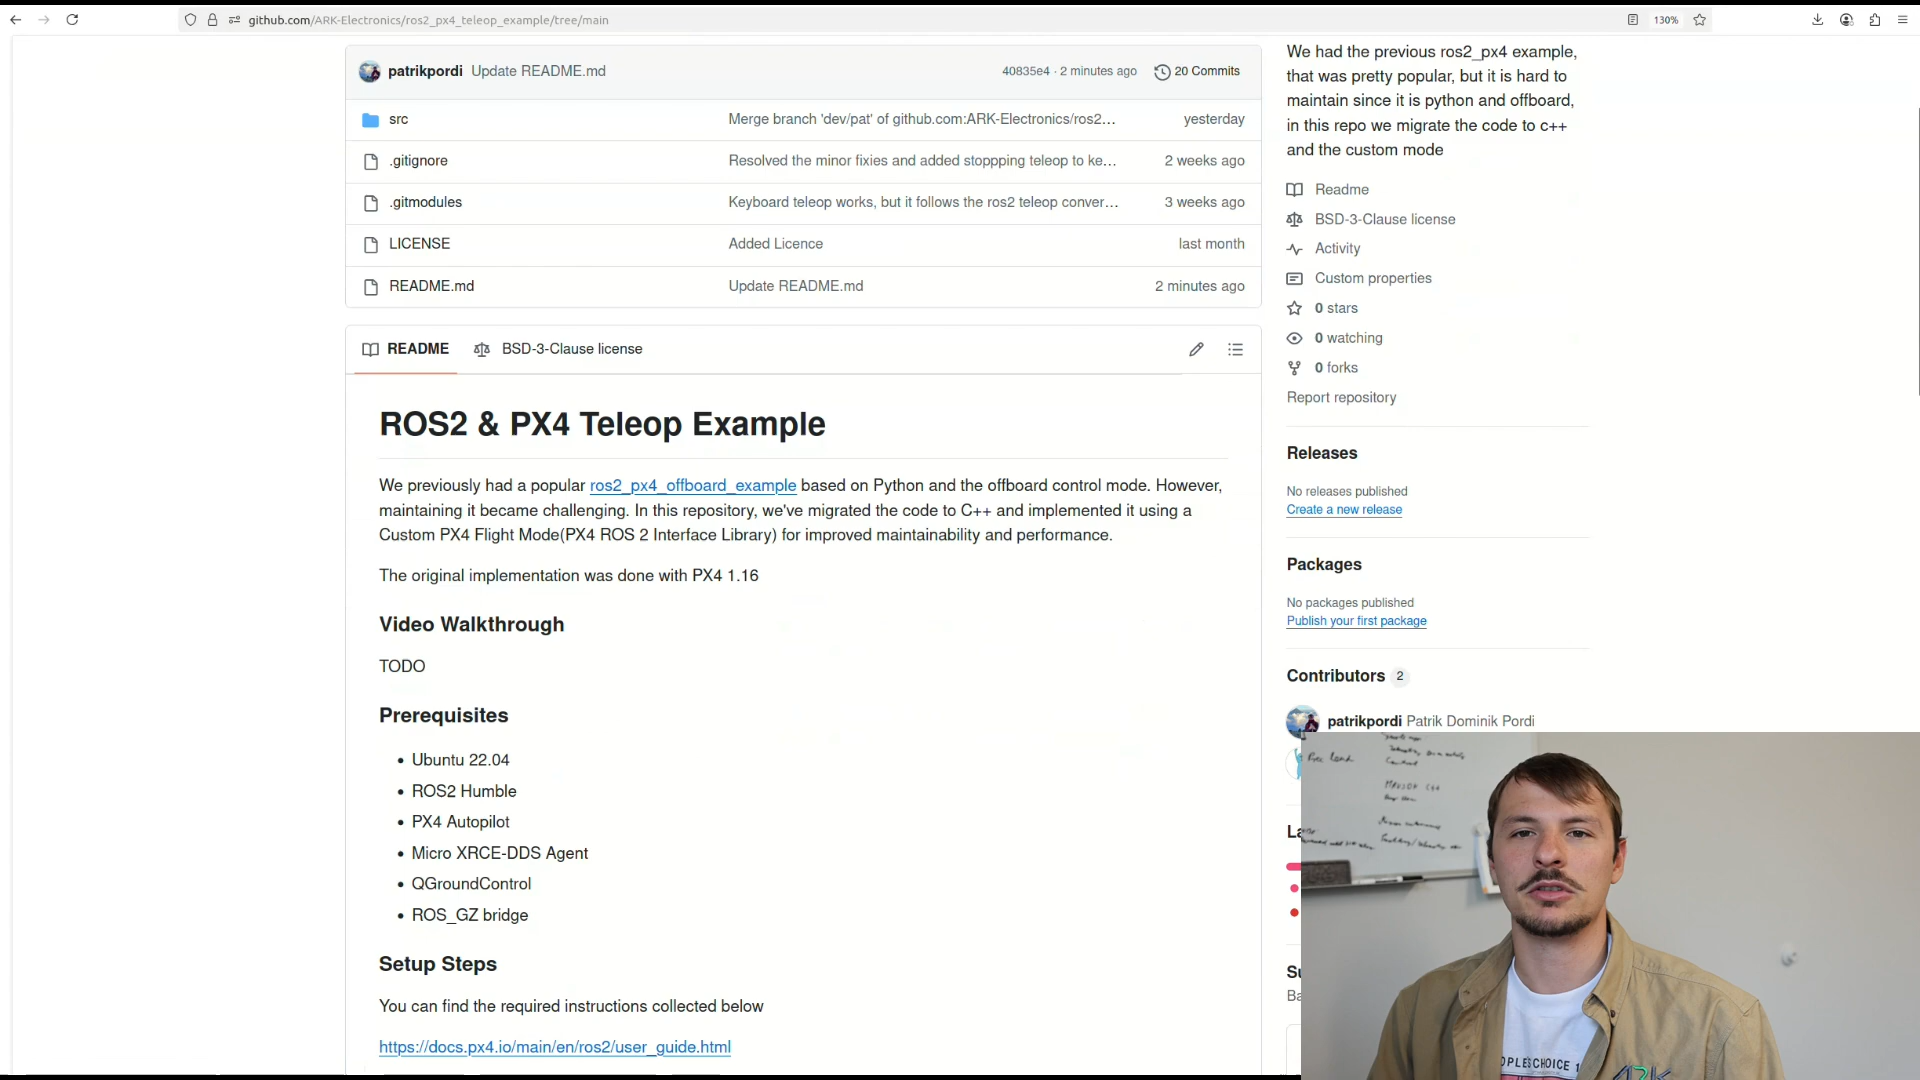 github.com/ARK-Electronics/ros2_px4_teleop_example/tree/main
130%
patrikpordi Update README.md
40835e4 · 2 minutes ago
20 Commits
src
Merge branch 'dev/pat' of github.com:ARK-Electronics/ros2...
yesterday
.gitignore
Resolved the minor fixies and added stoppping teleop to ke...
2 weeks ago
.gitmodules
Keyboard teleop works, but it follows the ros2 teleop conver...
3 weeks ago
LICENSE
Added Licence
last month
README.md
Update README.md
2 minutes ago
README
BSD-3-Clause license
ROS2 & PX4 Teleop Example
We previously had a popular ros2_px4_offboard_example based on Python and the offboard control mode. However,
maintaining it became challenging. In this repository, we've migrated the code to C++ and implemented it using a
Custom PX4 Flight Mode(PX4 ROS 2 Interface Library) for improved maintainability and performance.
The original implementation was done with PX4 1.16
Video Walkthrough
TODO
Prerequisites
• Ubuntu 22.04
• ROS2 Humble
• PX4 Autopilot
• Micro XRCE-DDS Agent
• QGroundControl
• ROS_GZ bridge
Setup Steps
You can find the required instructions collected below
https://docs.px4.io/main/en/ros2/user_guide.html
We had the previous ros2_px4 example,
that was pretty popular, but it is hard to
maintain since it is python and offboard,
in this repo we migrate the code to c++
and the custom mode
Readme
BSD-3-Clause license
Activity
Custom properties
0 stars
0 watching
0 forks
Report repository
Releases
No releases published
Create a new release
Packages
No packages published
Publish your first package
Contributors 2
patrikpordi Patrik Dominik Pordi
La
Su
Ba
OPLE'S CHOICE 1
ARK